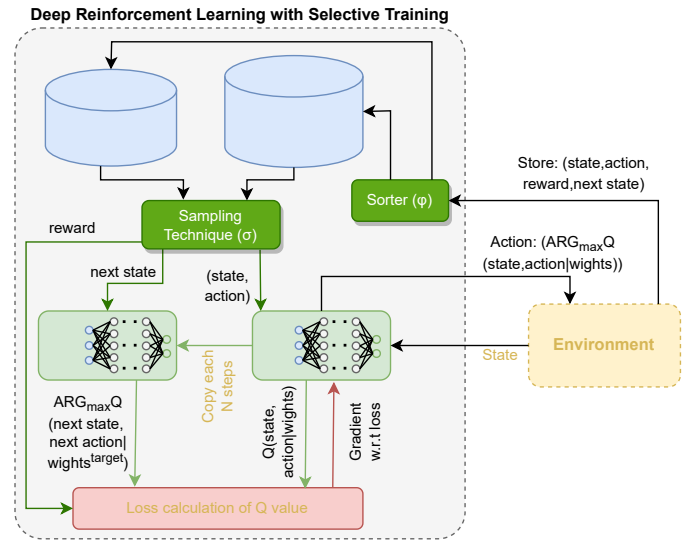 Deep Reinforcement Learning with Selective Training
Store: (state,action,
reward,next state)
Sorter (φ)
Sampling
Technique (σ)
reward
Action: (ARGmaxQ
(state,action|wights))
next state
(state,
action)
Environment
State
Copy each
N steps
ARGmaxQ
(next state,
next action|
wights^target)
Q(state,
action|wights)
Gradient
w.r.t loss
Loss calculation of Q value